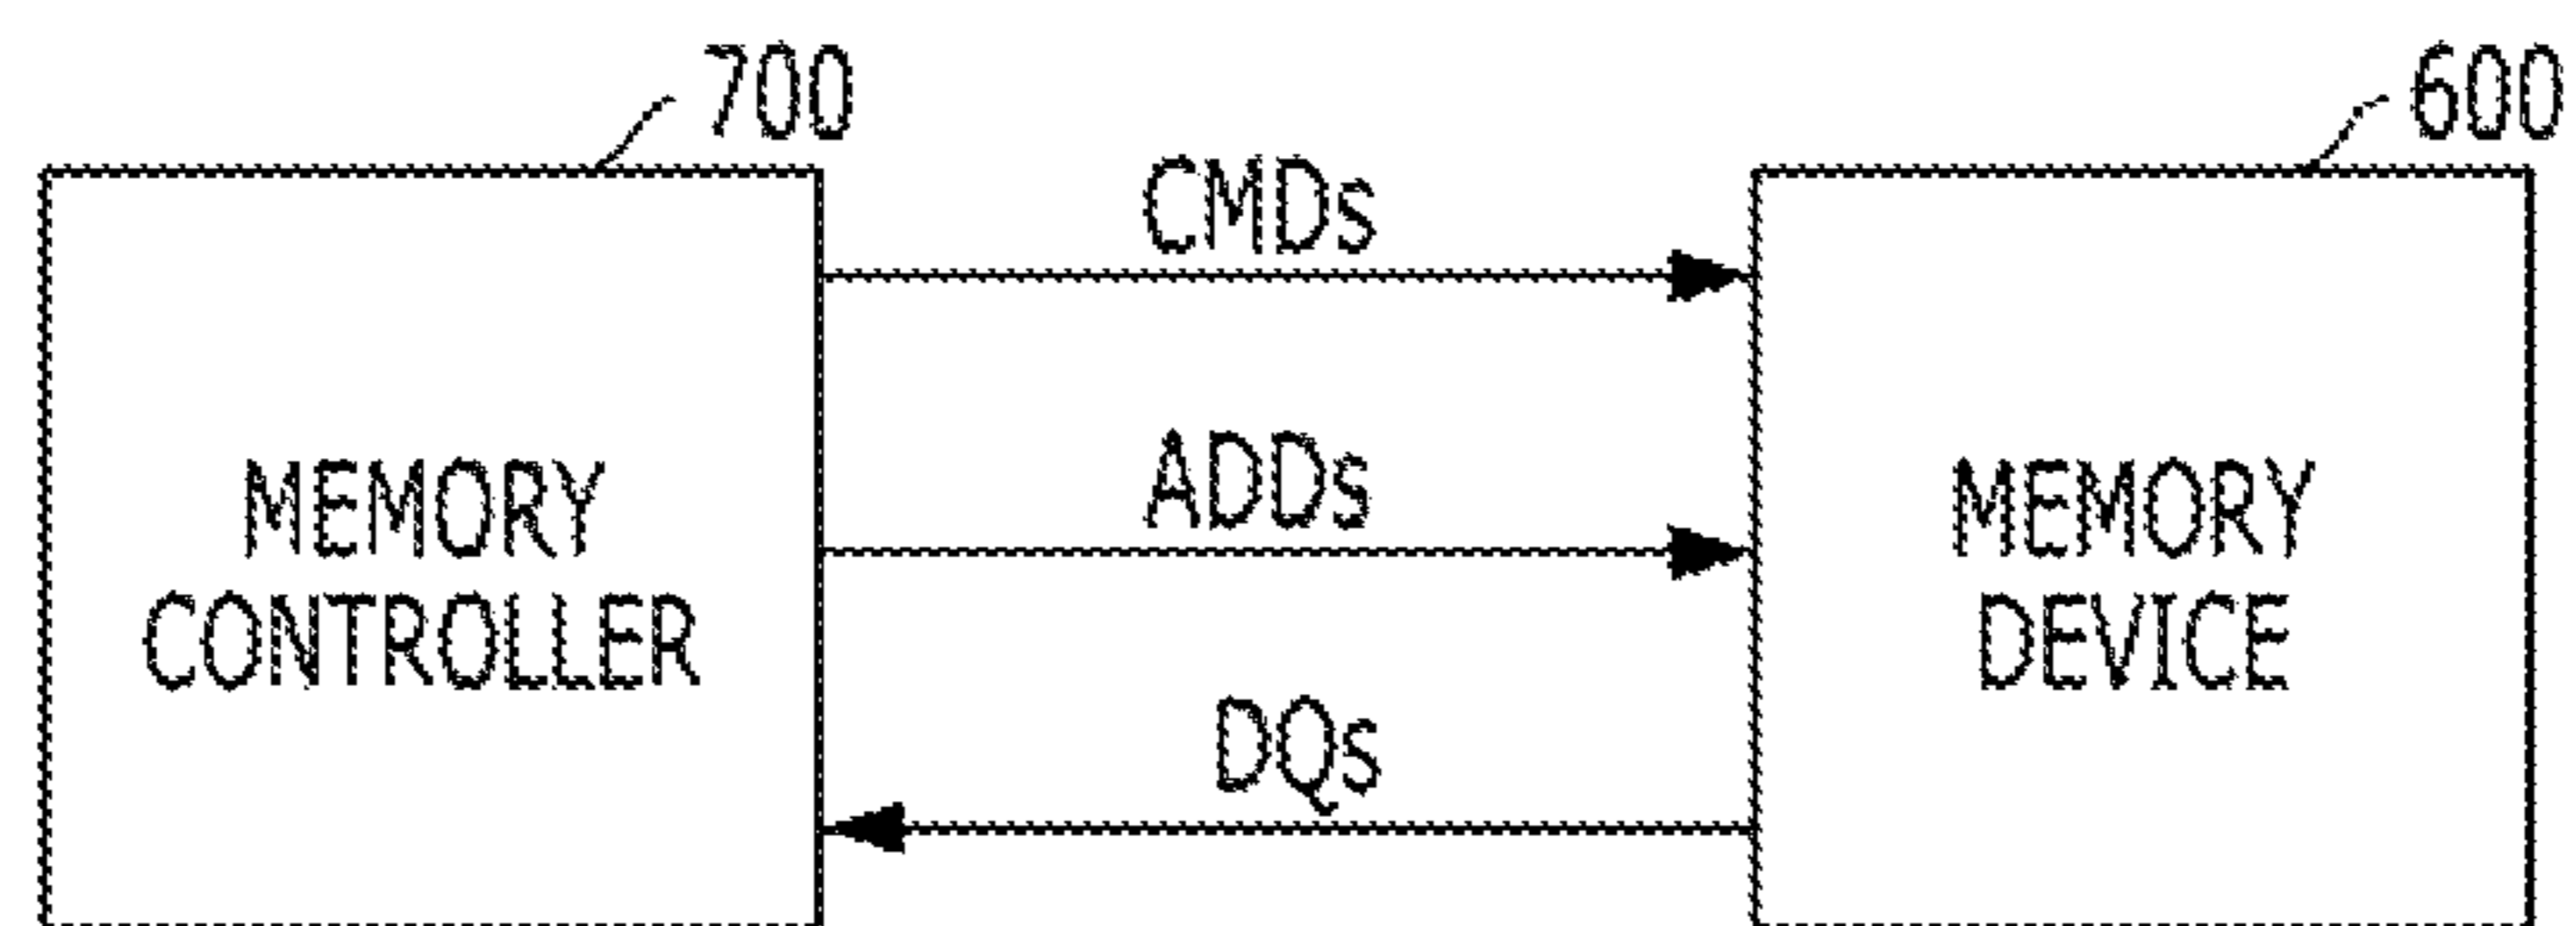 700
600
CMDs
ADDs
MEMORY
CONTROLLER
MEMORY
DEVICE
DQs